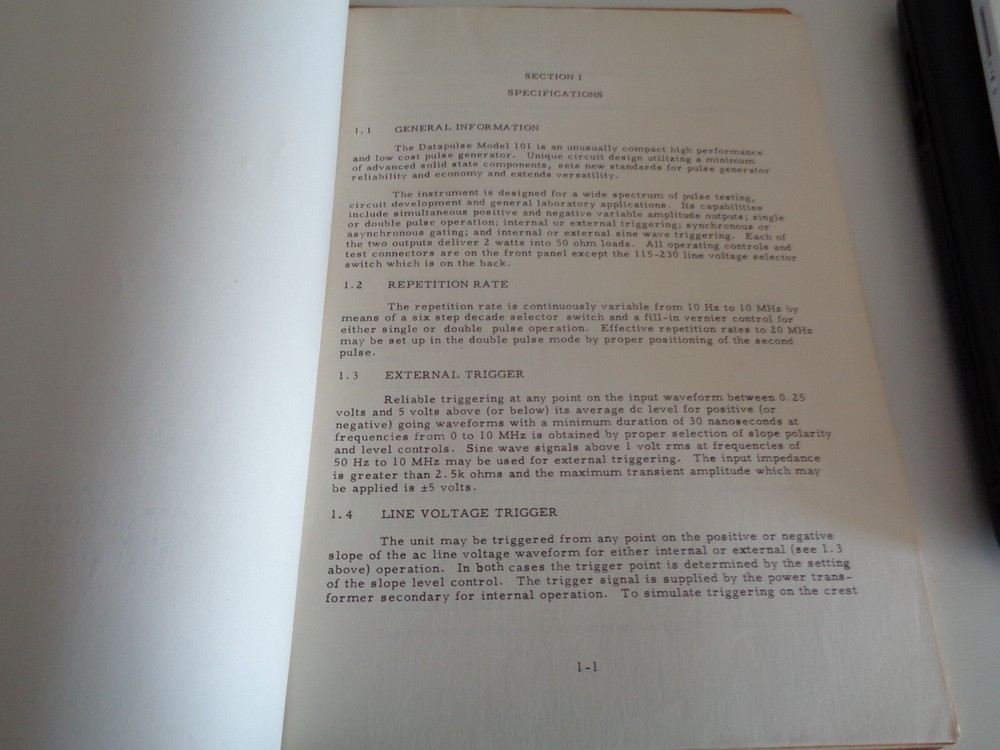 SECTION I
SPECIFICATIONS
1.1 GENERAL INFORMATION
The Datapulse Model 101 is an unusually compact high performance
and low cost pulse generator. Unique circuit design utilizing a minimum
of advanced solid state components, sets new standards for pulse generator
reliability and economy and extends versatility.
The instrument is designed for a wide spectrum of pulse testing,
circuit development and general laboratory applications. Its capabilities
include simultaneous positive and negative variable amplitude outputs; single
or double pulse operation; internal or external triggering; synchronous or
asynchronous gating; and internal or external sine wave triggering. Each of
the two outputs deliver 2 watts into 50 ohm loads. All operating controls and
test connectors are on the front panel except the 115-230 line voltage selector
switch which is on the back.
1.2 REPETITION RATE
The repetition rate is continuously variable from 10 Hz to 10 MHz by
means of a six step decade selector switch and a fill-in vernier control for
either single or double pulse operation. Effective repetition rates to 20 MHz
may be set up in the double pulse mode by proper positioning of the second
pulse.
1.3 EXTERNAL TRIGGER
Reliable triggering at any point on the input waveform between 0.25
volts and 5 volts above (or below) its average dc level for positive (or
negative) going waveforms with a minimum duration of 30 nanoseconds at
frequencies from 0 to 10 MHz is obtained by proper selection of slope polarity
and level controls. Sine wave signals above 1 volt rms at frequencies of
50 Hz to 10 MHz may be used for external triggering. The input impedance
is greater than 2.5k ohms and the maximum transient amplitude which may
be applied is ±5 volts.
1.4 LINE VOLTAGE TRIGGER
The unit may be triggered from any point on the positive or negative
slope of the ac line voltage waveform for either internal or external (see 1.3
above) operation. In both cases the trigger point is determined by the setting
of the slope level control. The trigger signal is supplied by the power trans-
former secondary for internal operation. To simulate triggering on the crest
1-1